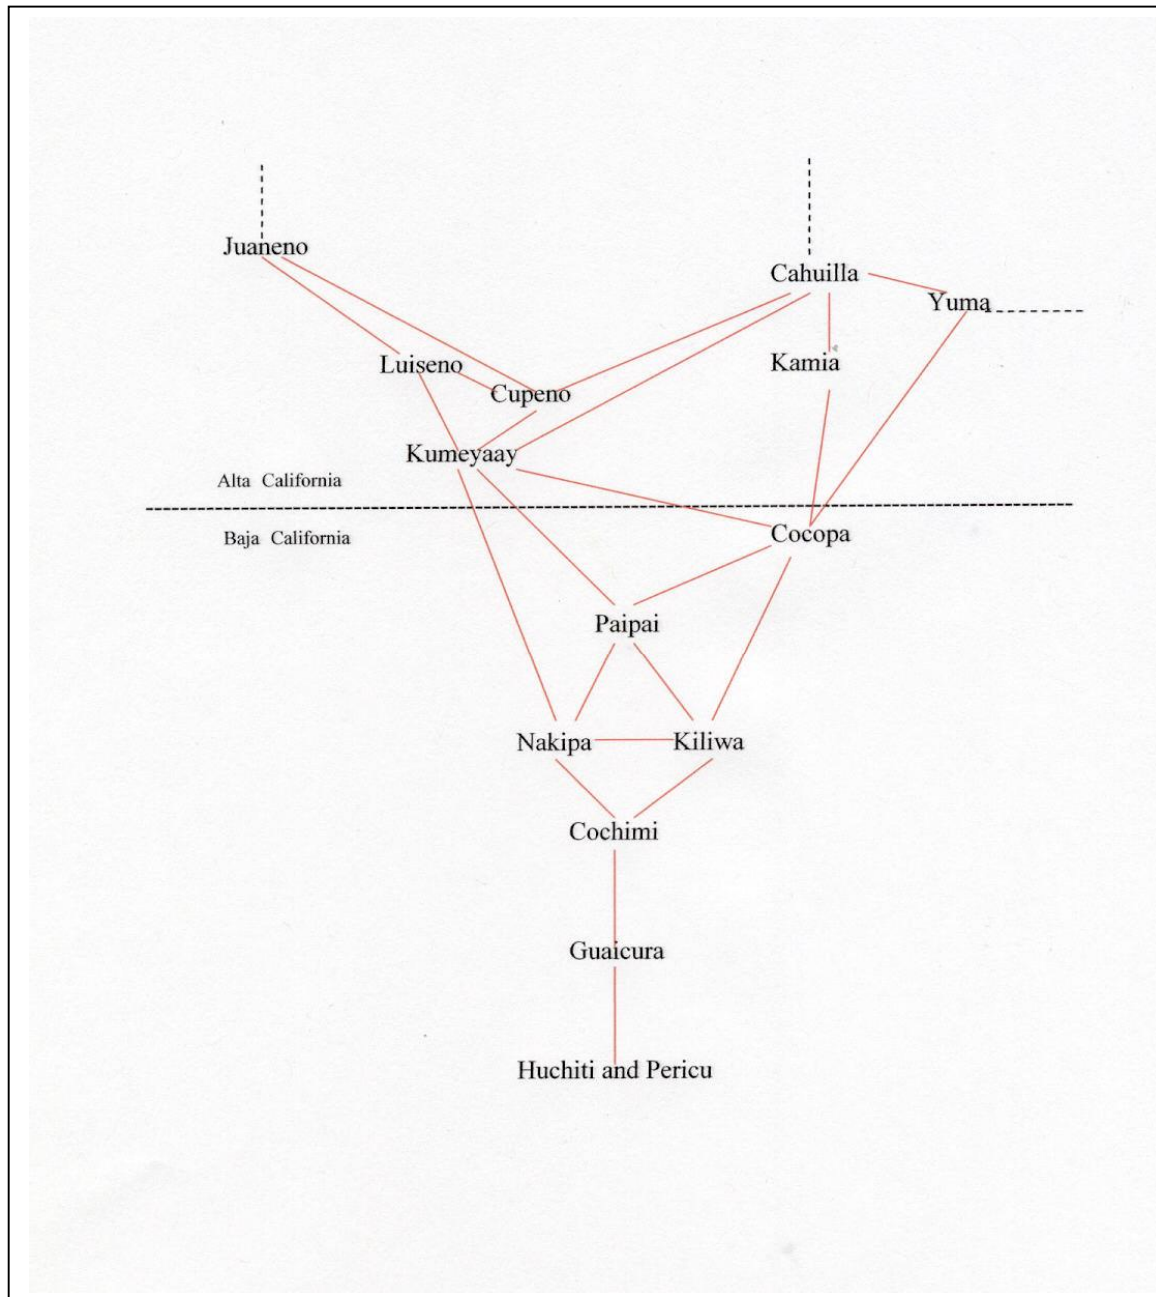 Juaneno
Cahuilla
Yuma
Luiseno
Kamia
Cupeno
Kumeyaay
Alta California
Baja California
Cocopa
Paipai
Nakipa
Kiliwa
Cochimi
Guaicura
Huchiti and Pericu